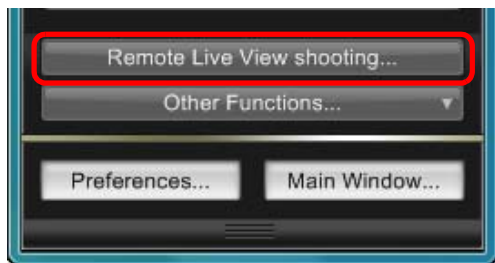 Remote Live View shooting...
Other Functions...
Preferences... Main Window...